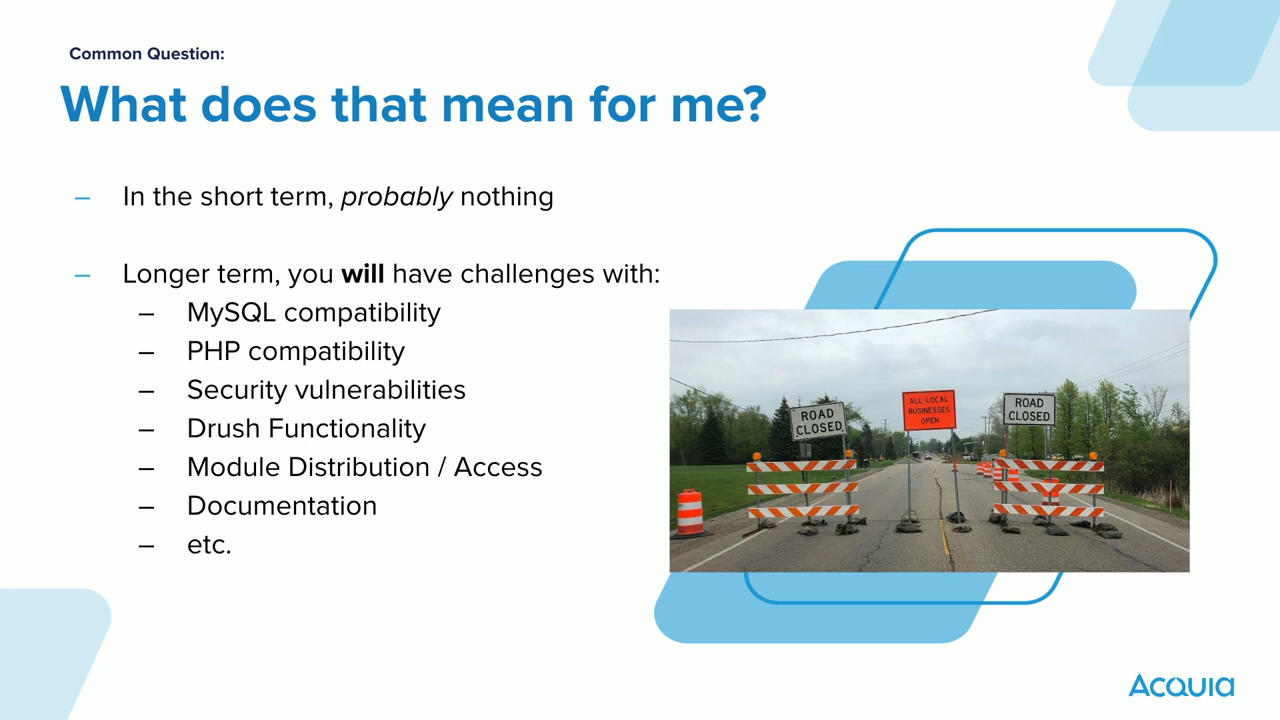 Common Question:
What does that mean for me?
– In the short term, probably nothing
– Longer term, you will have challenges with:
– MySQL compatibility
– PHP compatibility
– Security vulnerabilities
– Drush Functionality
– Module Distribution / Access
– Documentation
– etc.
ROAD
CLOSED
ALL LOCAL
BUSINESSES
OPEN
ROAD
CLOSED
ACQUIA